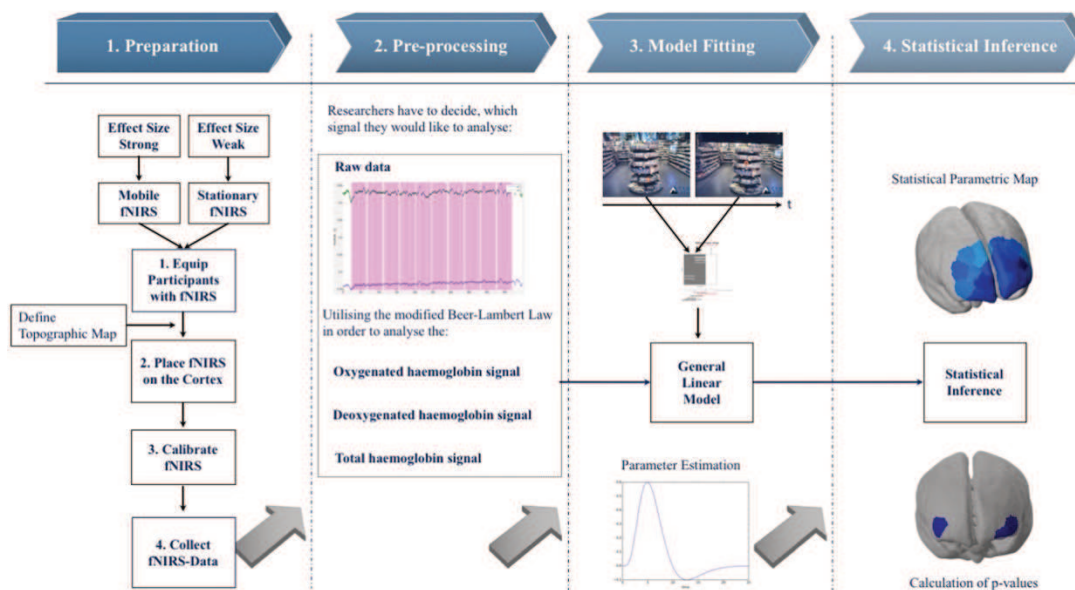 1. Preparation
2. Pre-processing
3. Model Fitting
4. Statistical Inference
Effect Size
Strong
Effect Size
Weak
Mobile
fNIRS
Stationary
fNIRS
1. Equip
Participants
with fNIRS
Define
Topographic Map
2. Place fNIRS
on the Cortex
3. Calibrate
fNIRS
4. Collect
fNIRS-Data
Researchers have to decide, which
signal they would like to analyse:
Raw data
Utilising the modified Beer-Lambert Law
in order to analyse the:
Oxygenated haemoglobin signal
Deoxygenated haemoglobin signal
Total haemoglobin signal
t
General
Linear
Model
Parameter Estimation
Statistical Parametric Map
Statistical
Inference
Calculation of p-values